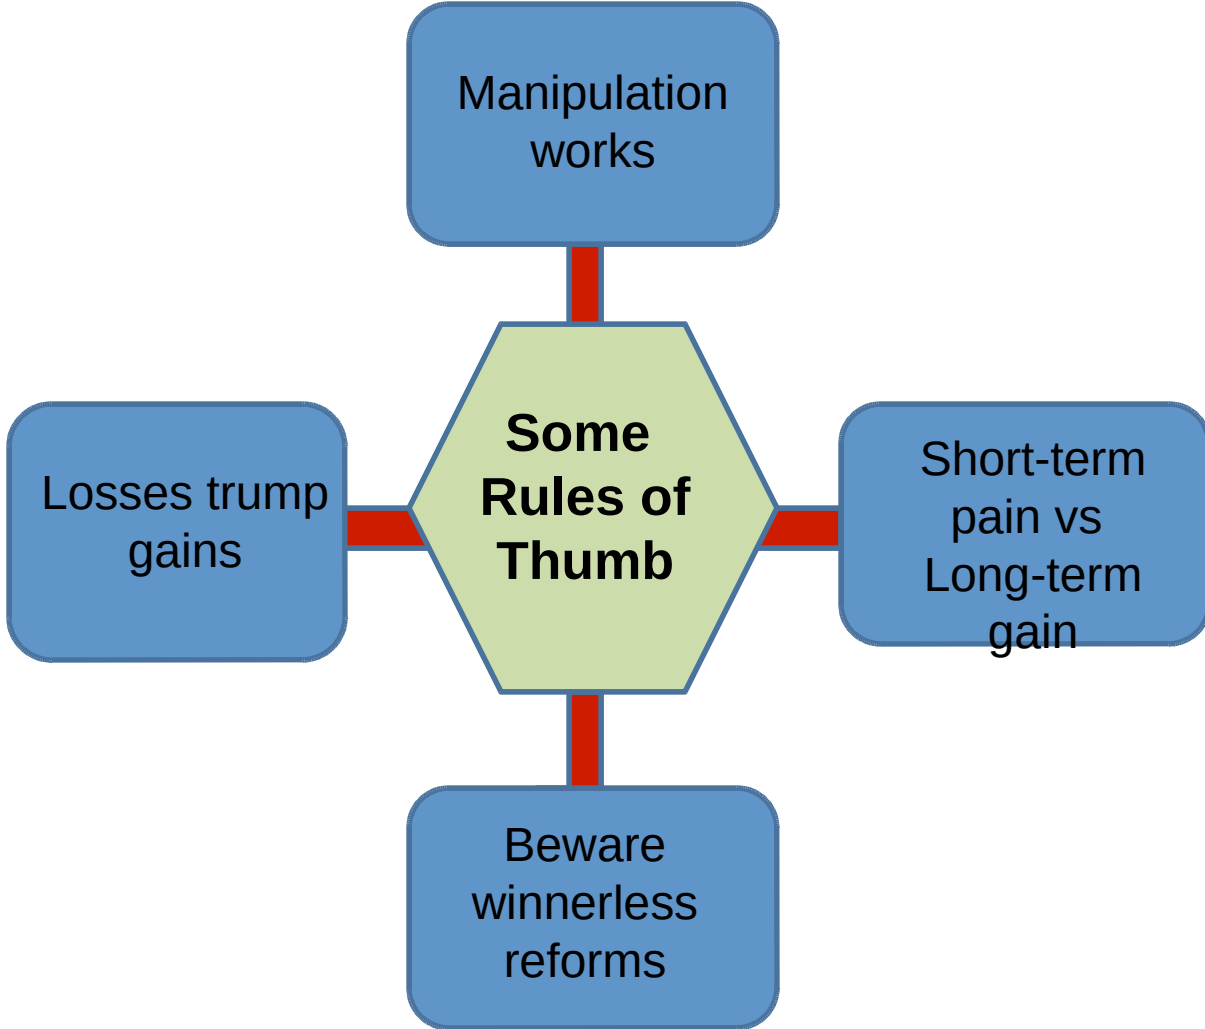 Manipulation
works
Losses trump
gains
Some
Rules of
Thumb
Short-term
pain vs
Long-term
gain
Beware
winnerless
reforms